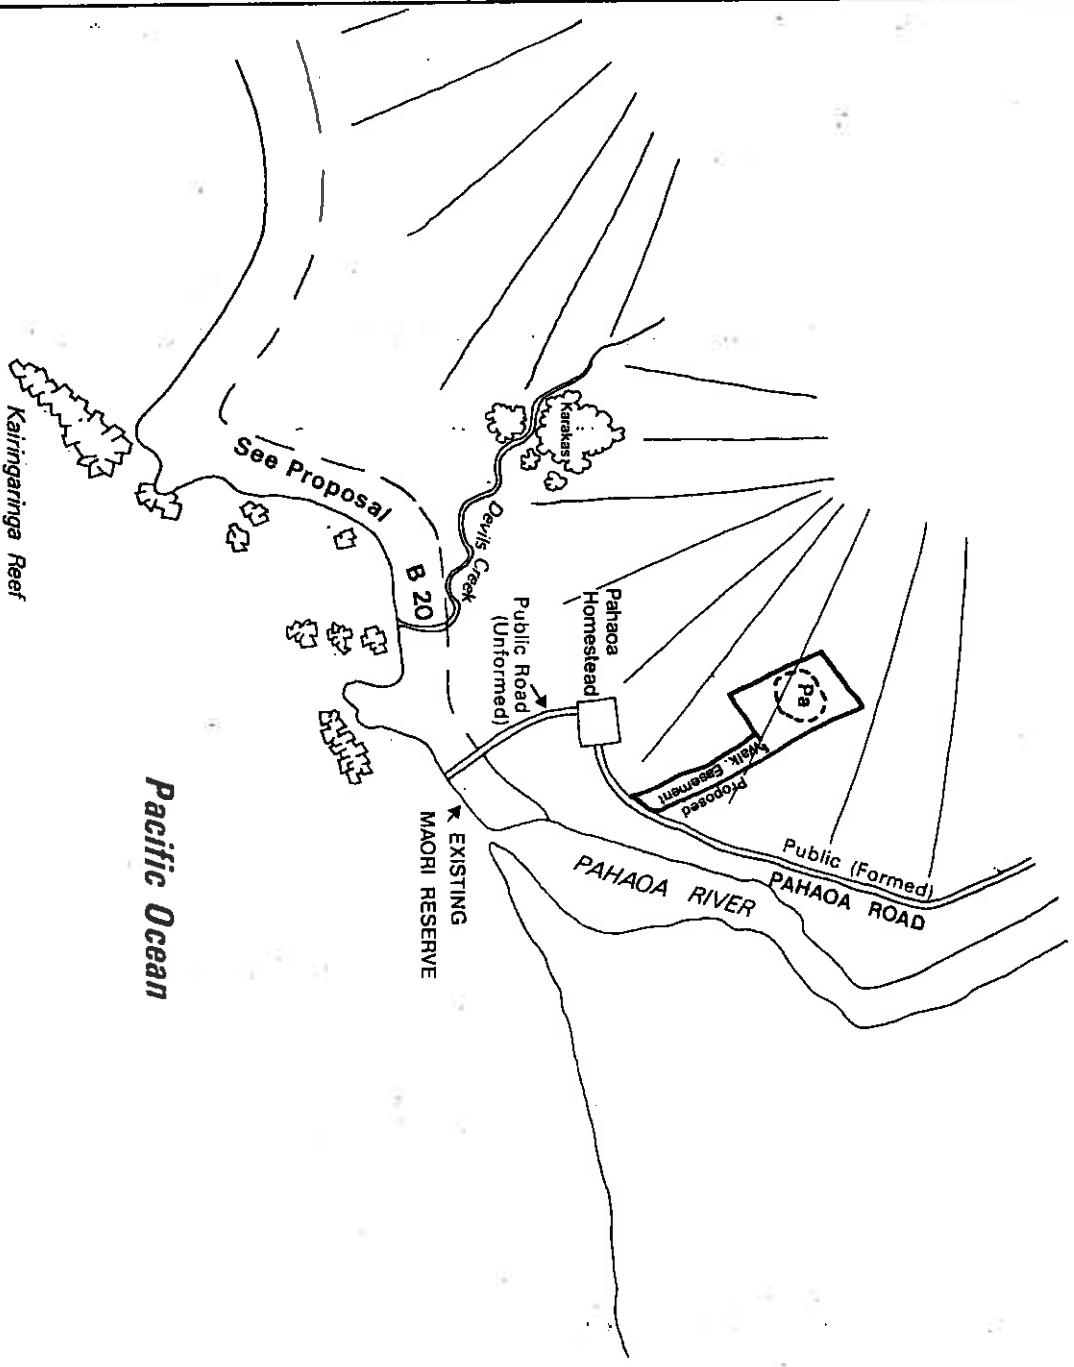 Pa
Proposed
Walk. Easement
Public (Formed)
PAHAOA ROAD
PAHAOA RIVER
Pahaoa
Homestead
Public Road
(Unformed)
Karakas
Devils Creek
See Proposal
B 20
EXISTING
MAORI RESERVE
Pacific Ocean
Kairingaringa Reef